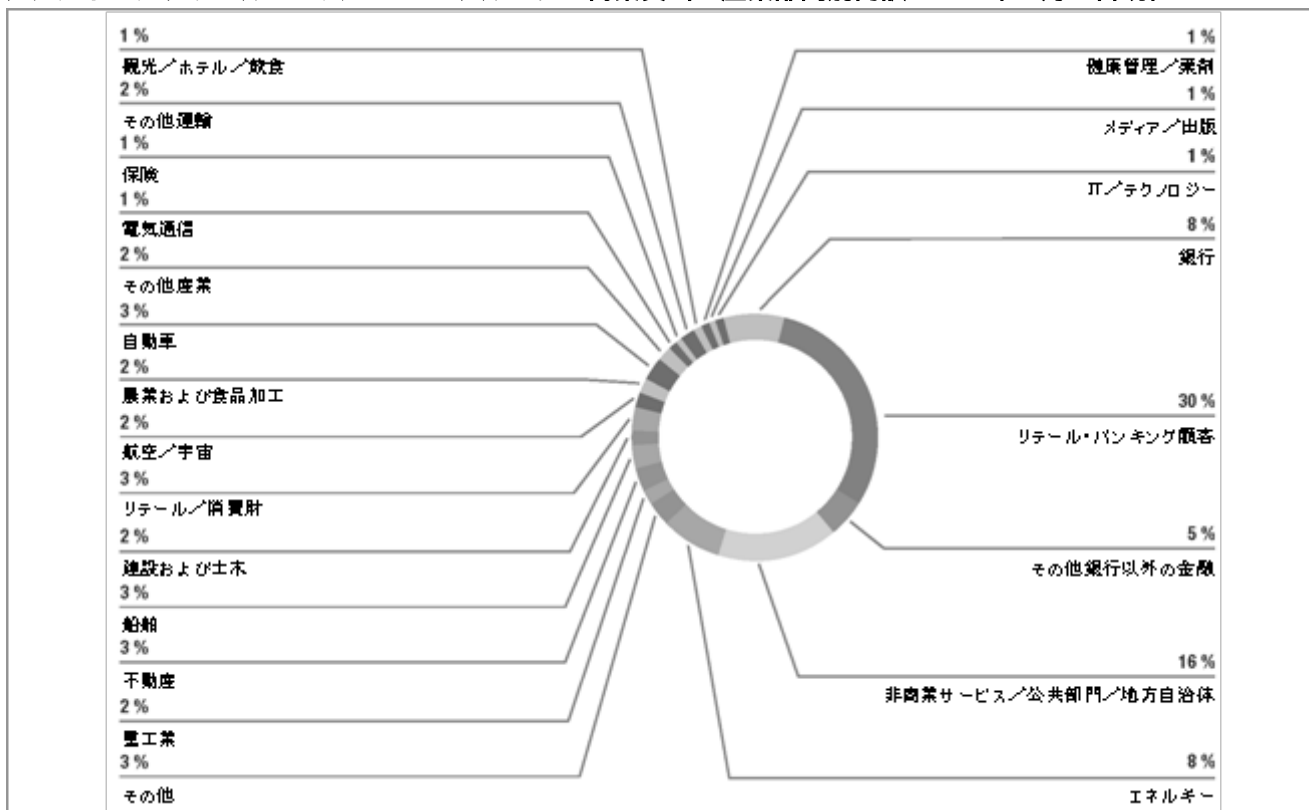 1 %
観光／ホテル／飲食
2 %
その他運輸
1 %
保険
1 %
電気通信
2 %
その他産業
3 %
自動車
2 %
農業および食品加工
2 %
航空／宇宙
3 %
リテール／消費財
2 %
建設および土木
3 %
船舶
3 %
不動産
2 %
重工業
3 %
その他
1 %
健康管理／薬剤
1 %
メディア／出版
1 %
IT／テクノロジー
8 %
銀行
30 %
リテール・バンキング顧客
5 %
その他銀行以外の金融
16 %
非商業サービス／公共部門／地方自治体
8 %
エネルギー